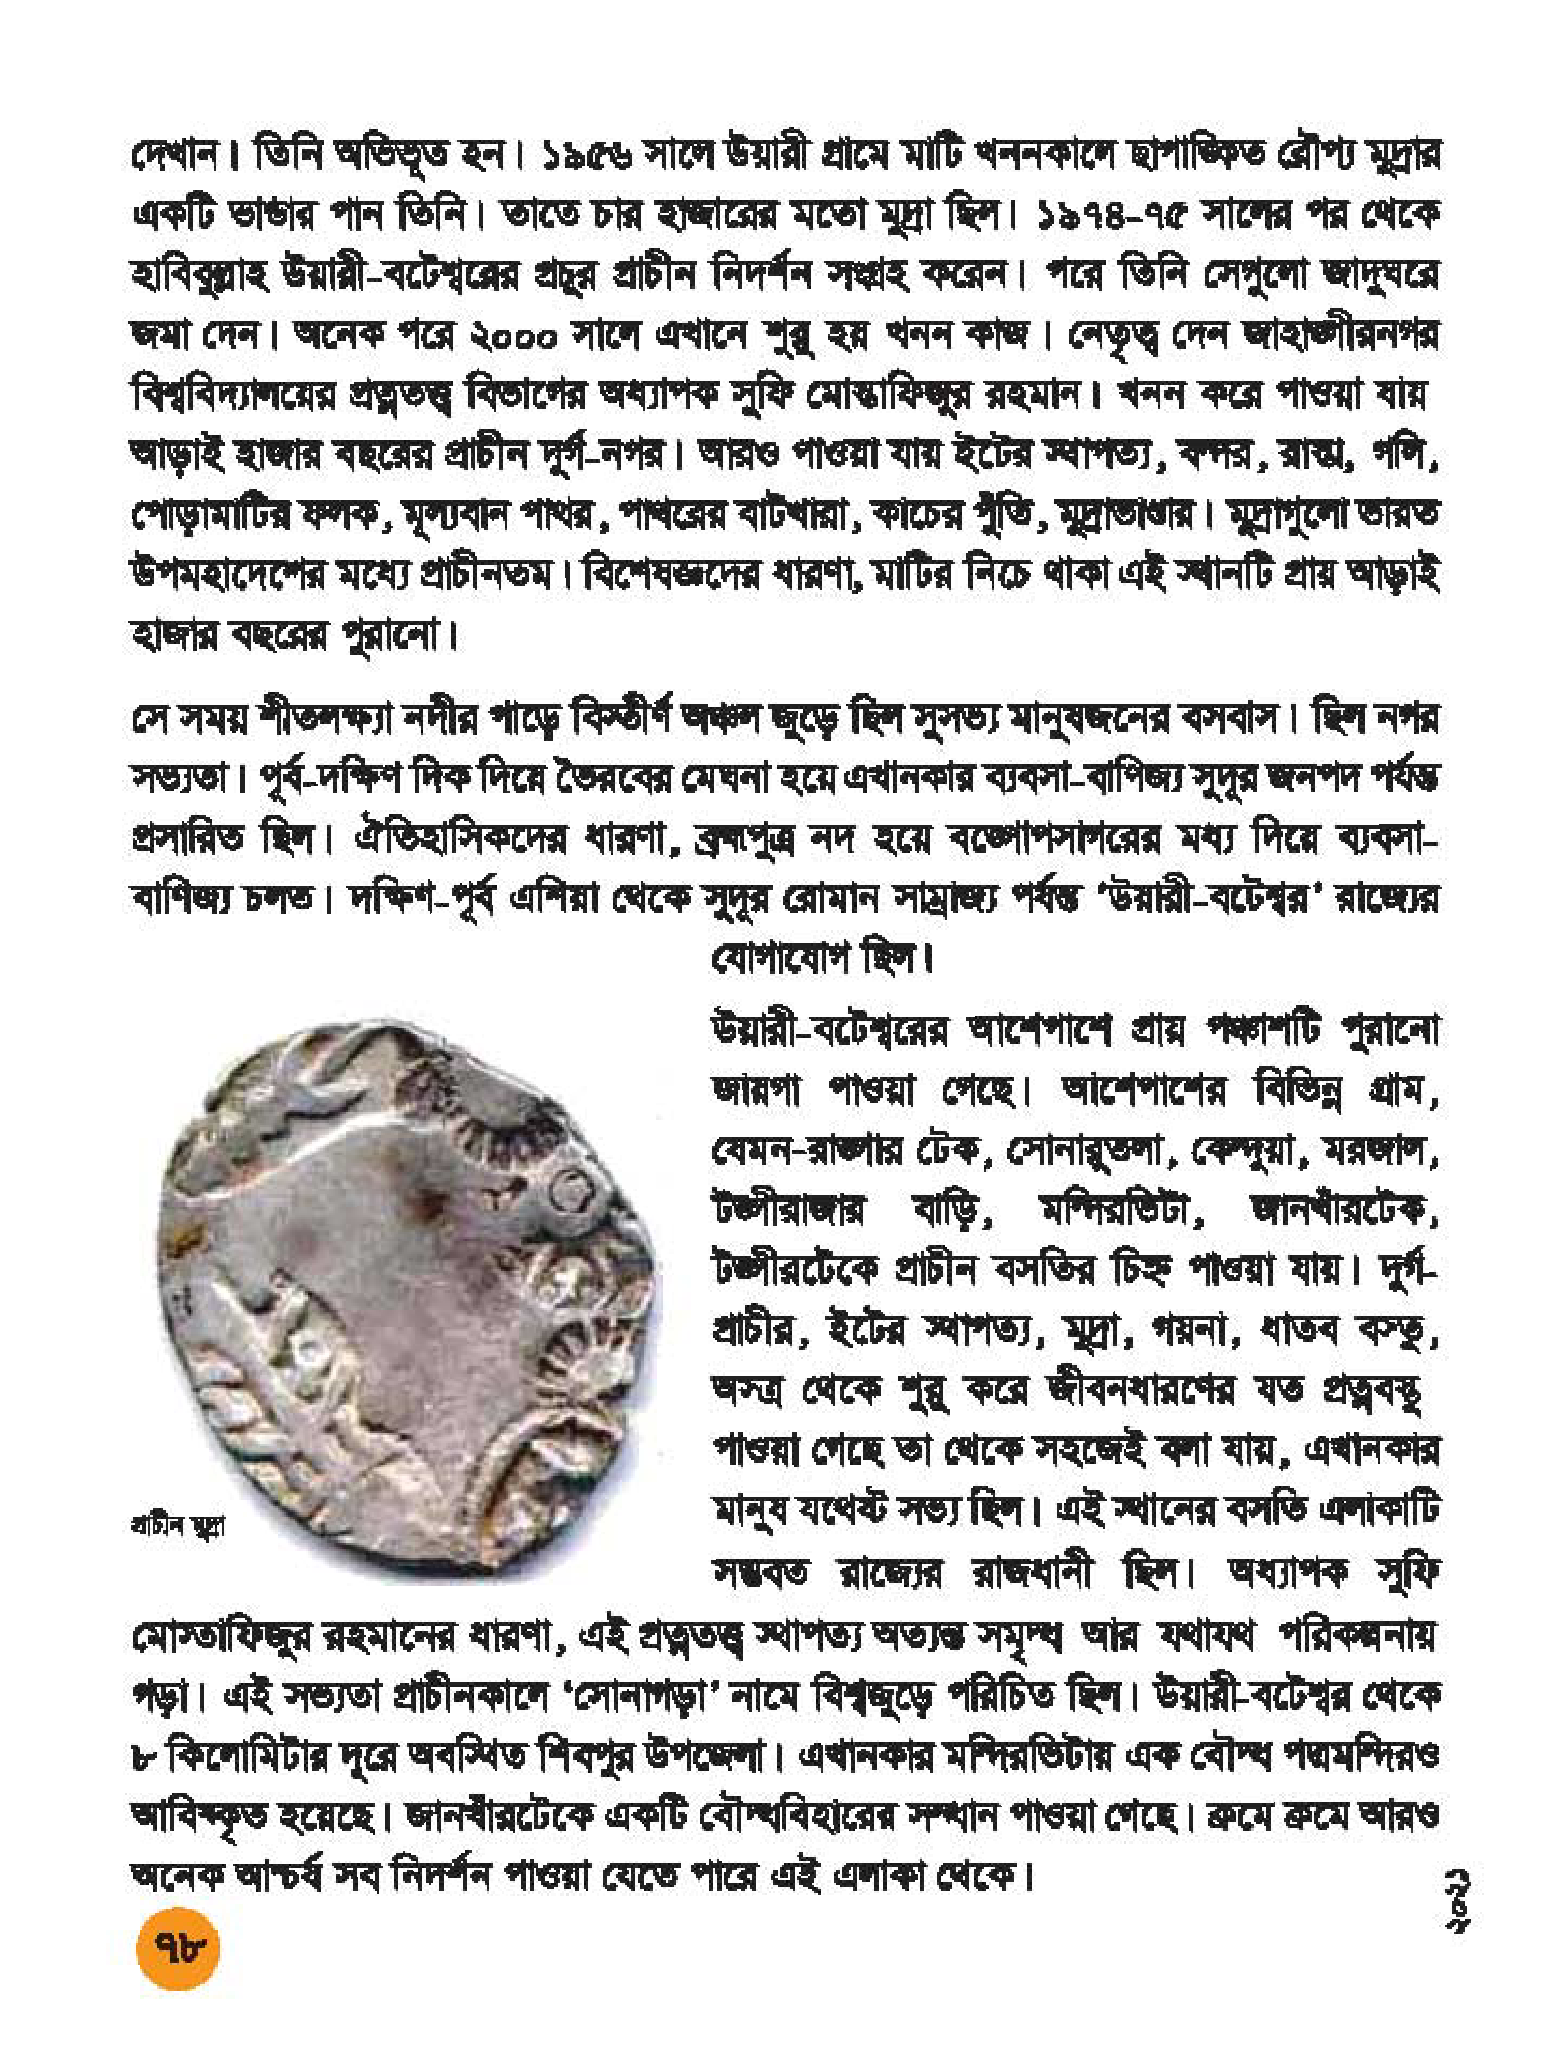 দেখান। তিনি অভিভূত হন। ১৯৫৬ সালে উয়ারী গ্রামে মাটি খননকালে ছাপাঙ্কিত রৌপ্য মুদ্রার
একটি ভান্ডার পান তিনি। তাতে চার হাজারের মতো মুদ্রা ছিল। ১৯৭৪-৭৫ সালের পর থেকে
হাবিবুল্লাহ উয়ারী-বটেশ্বরের প্রচুর প্রাচীন নিদর্শন সংগ্রহ করেন। পরে তিনি সেগুলো জাদুঘরে
জমা দেন। অনেক পরে ২০০০ সালে এখানে শুরু হয় খনন কাজ। নেতৃত্ব দেন জাহাঙ্গীরনগর
বিশ্ববিদ্যালয়ের প্রত্নতত্ত্ব বিভাগের অধ্যাপক সুফি মোস্তাফিজুর রহমান। খনন করে পাওয়া যায়
আড়াই হাজার বছরের প্রাচীন দুর্গ-নগর। আরও পাওয়া যায় ইটের স্থাপত্য, বন্দর, রাস্তা, গলি,
পোড়ামাটির ফলক, মূল্যবান পাথর, পাথরের বাটখারা, কাচের পুঁতি, মুদ্রাভাণ্ডার। মুদ্রাগুলো ভারত
উপমহাদেশের মধ্যে প্রাচীনতম। বিশেষজ্ঞদের ধারণা, মাটির নিচে থাকা এই স্থানটি প্রায় আড়াই
হাজার বছরের পুরানো।
সে সময় শীতলক্ষ্যা নদীর পাড়ে বিস্তীর্ণ অঞ্চল জুড়ে ছিল সুসভ্য মানুষজনের বসবাস। ছিল নগর
সভ্যতা। পূর্ব-দক্ষিণ দিক দিয়ে ভৈরবের মেঘনা হয়ে এখানকার ব্যবসা-বাণিজ্য সুদূর জনপদ পর্যন্ত
প্রসারিত ছিল। ঐতিহাসিকদের ধারণা, ব্রহ্মপুত্র নদ হয়ে বঙ্গোপসাগরের মধ্য দিয়ে ব্যবসা-
বাণিজ্য চলত। দক্ষিণ-পূর্ব এশিয়া থেকে সুদূর রোমান সাম্রাজ্য পর্যন্ত ‘উয়ারী-বটেশ্বর’ রাজ্যের
যোগাযোগ ছিল।
উয়ারী-বটেশ্বরের আশেপাশে প্রায় পঞ্চাশটি পুরানো
জায়গা পাওয়া গেছে। আশেপাশের বিভিন্ন গ্রাম,
যেমন-রাঙ্গার টেক, সোনারুতলা, কেন্দুয়া, মরজাল,
টঙ্গীরাজার বাড়ি, মন্দিরভিটা, জানখাঁরটেক,
টঙ্গীরটেকে প্রাচীন বসতির চিহ্ন পাওয়া যায়। দুর্গ-
প্রাচীর, ইটের স্থাপত্য, মুদ্রা, গয়না, ধাতব বস্তু,
অস্ত্র থেকে শুরু করে জীবনধারণের যত প্রত্নবস্তু
পাওয়া গেছে তা থেকে সহজেই বলা যায়, এখানকার
মানুষ যথেষ্ট সভ্য ছিল। এই স্থানের বসতি এলাকাটি
সম্ভবত রাজ্যের রাজধানী ছিল। অধ্যাপক সুফি
প্রাচীন মুদ্রা
মোস্তাফিজুর রহমানের ধারণা, এই প্রত্নতত্ত্ব স্থাপত্য অত্যন্ত সমৃদ্ধ আর যথাযথ পরিকল্পনায়
গড়া। এই সভ্যতা প্রাচীনকালে ‘সোনাগড়া’ নামে বিশ্বজুড়ে পরিচিত ছিল। উয়ারী-বটেশ্বর থেকে
৮ কিলোমিটার দূরে অবস্থিত শিবপুর উপজেলা। এখানকার মন্দিরভিটায় এক বৌদ্ধ পদ্মমন্দিরও
আবিষ্কৃত হয়েছে। জানখাঁরটেকে একটি বৌদ্ধবিহারের সন্ধান পাওয়া গেছে। ক্রমে ক্রমে আরও
অনেক আশ্চর্য সব নিদর্শন পাওয়া যেতে পারে এই এলাকা থেকে।
৭৮
২০২১